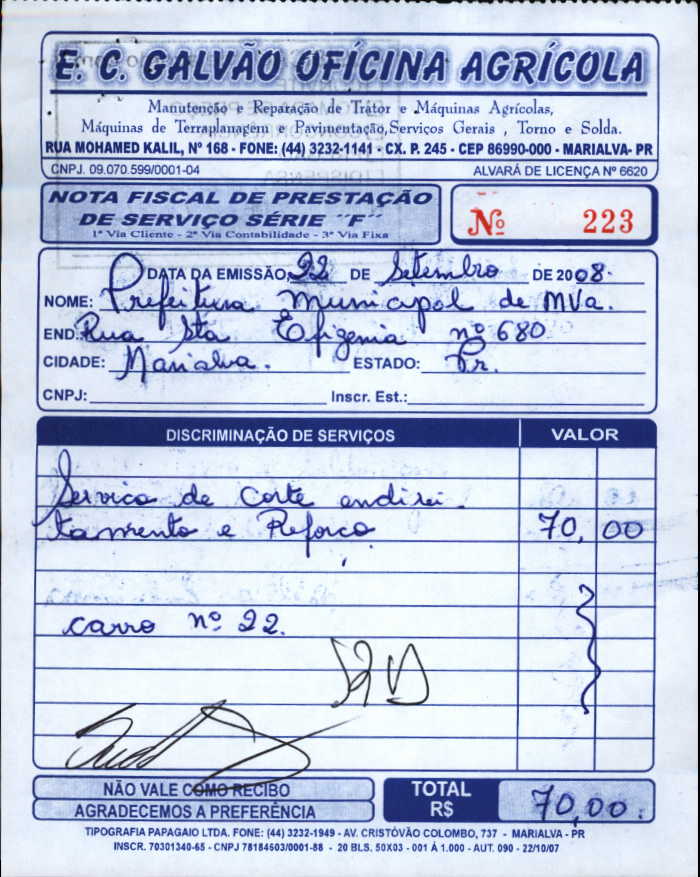 E. C. GALVÃO OFÍCINA AGRÍCOLA
Manutenção e Reparação de Trator e Máquinas Agrícolas,
Máquinas de Terraplanagem e Pavimentação,Serviços Gerais , Torno e Solda.
RUA MOHAMED KALIL, Nº 168 - FONE: (44) 3232-1141 - CX. P. 245 - CEP 86990-000 - MARIALVA- PR
CNPJ. 09.070.599/0001-04 ALVARÁ DE LICENÇA Nº 6620
NOTA FISCAL DE PRESTAÇÃO
DE SERVIÇO SÉRIE "F"
1ª Via Cliente - 2ª Via Contabilidade - 3ª Via Fixa
Nº 223
DATA DA EMISSÃO 22 DE Setembro DE 2008.
NOME: Prefeitura municipal de MVa.
END: Rua Sta Efigenia nº 680
CIDADE: Marialva. ESTADO: Pr.
CNPJ: Inscr. Est.:
DISCRIMINAÇÃO DE SERVIÇOS VALOR
Servico de corte endirei-
tamento e Reforco 70,00
carro nº 22.
NÃO VALE COMO RECIBO
AGRADECEMOS A PREFERÊNCIA
TOTAL R$ 70,00.
TIPOGRAFIA PAPAGAIO LTDA. FONE: (44) 3232-1949 - AV. CRISTÓVÃO COLOMBO, 737 - MARIALVA - PR
INSCR. 70301340-65 - CNPJ 78184603/0001-88 - 20 BLS. 50X03 - 001 Á 1.000 - AUT. 090 - 22/10/07